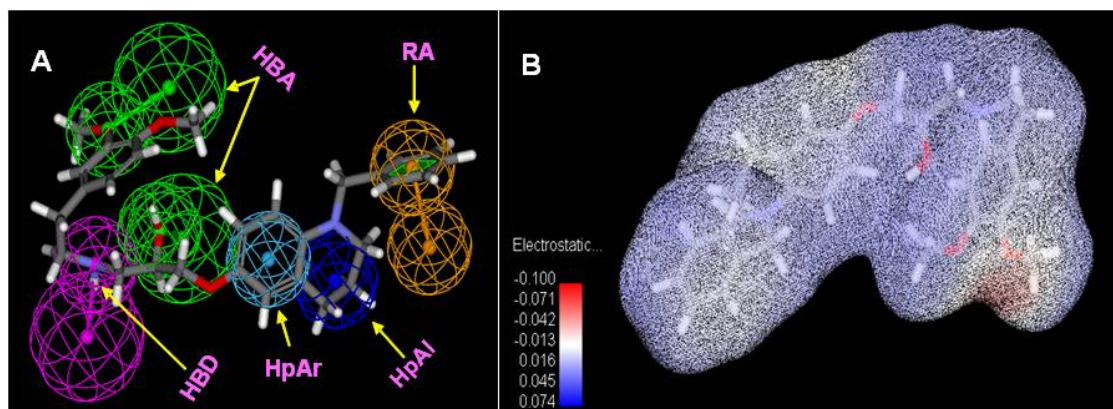 A
HBA
RA
HBD
HpAr
HpAl
B
Electrostatic...
-0.100
-0.071
-0.042
-0.013
0.016
0.045
0.074